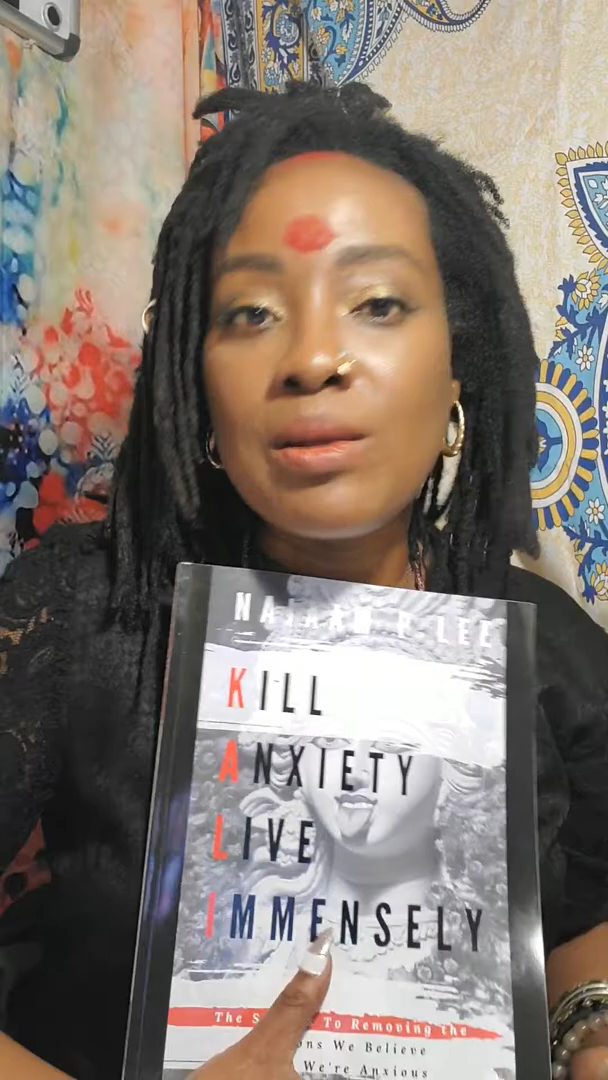 LEE
KILL
ANXIETY
LIVE
IMMENSELY
The To Removing the
We Believe
We're Anxious